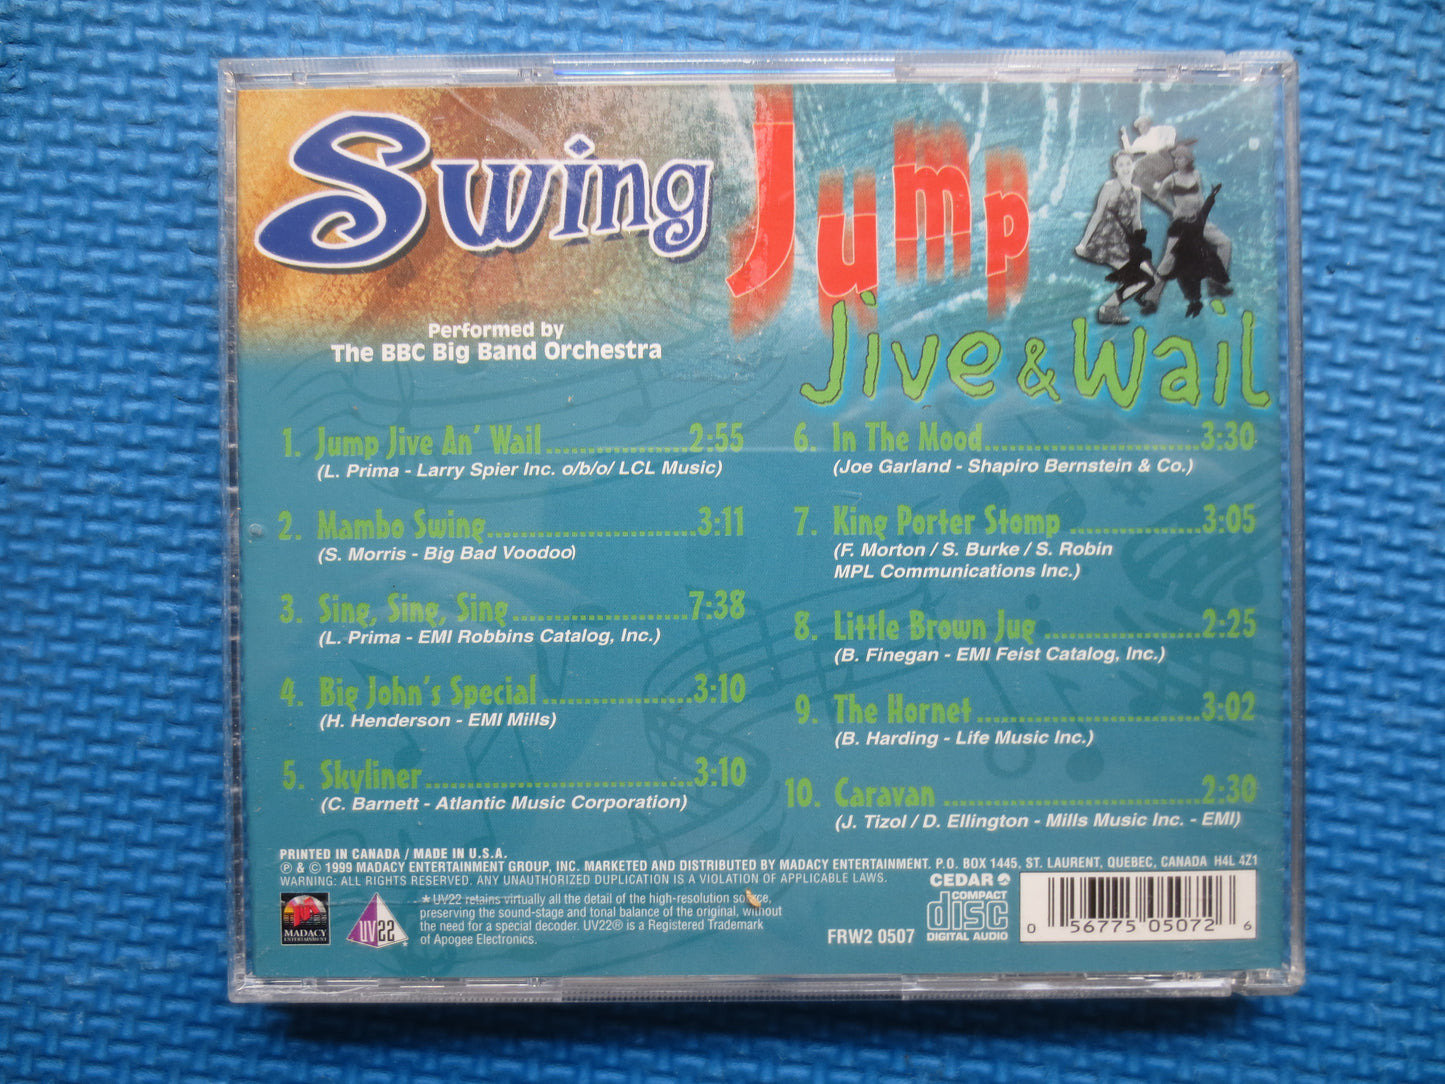 Swing Jump
Jive & Wail
Performed by
The BBC Big Band Orchestra
1. Jump Jive An' Wail..................2:55
(L. Prima - Larry Spier Inc. o/b/o/ LCL Music)
2. Mambo Swing......................3:11
(S. Morris - Big Bad Voodoo)
3. Sing, Sing, Sing...................7:38
(L. Prima - EMI Robbins Catalog, Inc.)
4. Big John's Special.................3:10
(H. Henderson - EMI Mills)
5. Skyliner............................3:10
(C. Barnett - Atlantic Music Corporation)
6. In The Mood......................3:30
(Joe Garland - Shapiro Bernstein & Co.)
7. King Porter Stomp..............3:05
(F. Morton / S. Burke / S. Robin
MPL Communications Inc.)
8. Little Brown Jug.................2:25
(B. Finegan - EMI Feist Catalog, Inc.)
9. The Hornet........................3:02
(B. Harding - Life Music Inc.)
10. Caravan...........................2:30
(J. Tizol / D. Ellington - Mills Music Inc. - EMI)
PRINTED IN CANADA / MADE IN U.S.A.
℗ & © 1999 MADACY ENTERTAINMENT GROUP, INC. MARKETED AND DISTRIBUTED BY MADACY ENTERTAINMENT. P.O. BOX 1445, ST. LAURENT, QUEBEC, CANADA H4L 4Z1
WARNING: ALL RIGHTS RESERVED. ANY UNAUTHORIZED DUPLICATION IS A VIOLATION OF APPLICABLE LAWS.
MADACY
ENTERTAINMENT
UV22
★ UV22 retains virtually all the detail of the high-resolution source,
preserving the sound-stage and tonal balance of the original, without
the need for a special decoder. UV22® is a Registered Trademark
of Apogee Electronics.
FRW2 0507
CEDAR
COMPACT
disc
DIGITAL AUDIO
0 56775 05072 6